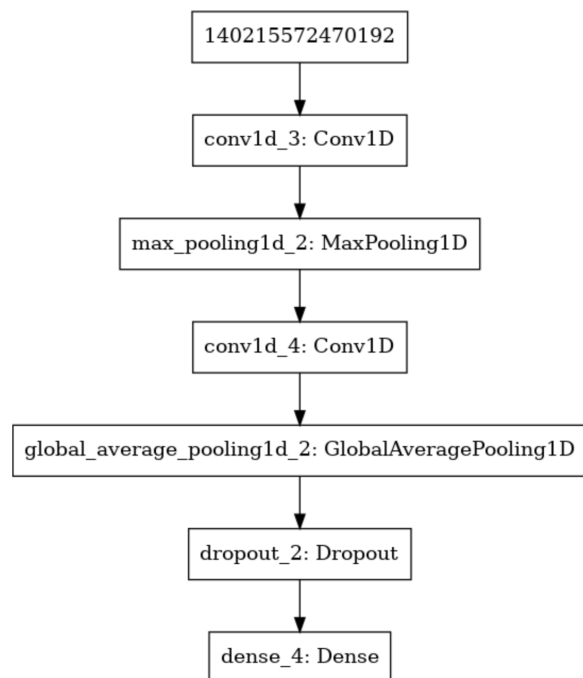 140215572470192
conv1d_3: Conv1D
max_pooling1d_2: MaxPooling1D
conv1d_4: Conv1D
global_average_pooling1d_2: GlobalAveragePooling1D
dropout_2: Dropout
dense_4: Dense